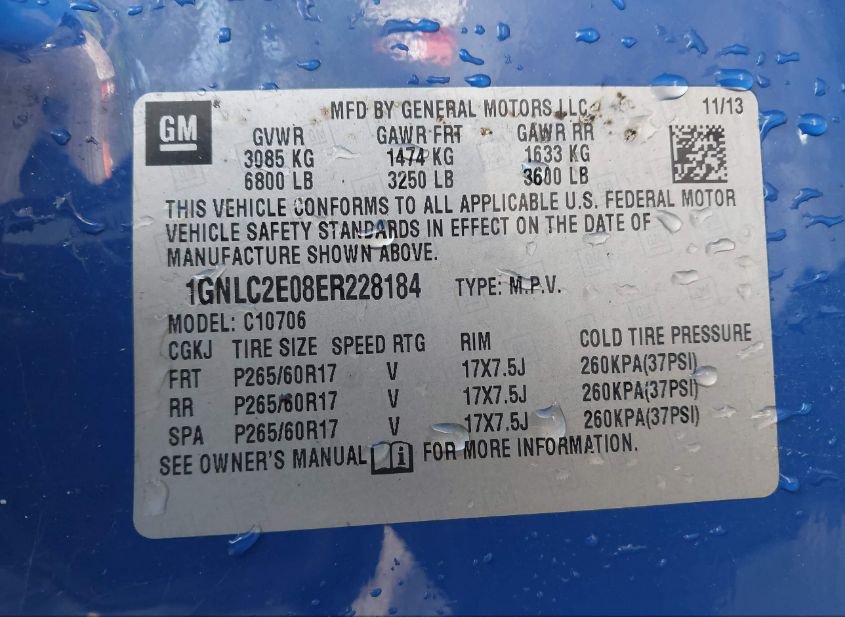 GM
MFD BY GENERAL MOTORS LLC 11/13
GVWR GAWR FRT GAWR RR
3085 KG 1474 KG 1633 KG
6800 LB 3250 LB 3600 LB
THIS VEHICLE CONFORMS TO ALL APPLICABLE U.S. FEDERAL MOTOR
VEHICLE SAFETY STANDARDS IN EFFECT ON THE DATE OF
MANUFACTURE SHOWN ABOVE.
1GNLC2E08ER228184 TYPE: M.P.V.
MODEL: C10706
CGKJ TIRE SIZE SPEED RTG RIM COLD TIRE PRESSURE
FRT P265/60R17 V 17X7.5J 260KPA(37PSI)
RR P265/60R17 V 17X7.5J 260KPA(37PSI)
SPA P265/60R17 V 17X7.5J 260KPA(37PSI)
SEE OWNER'S MANUAL i FOR MORE INFORMATION.